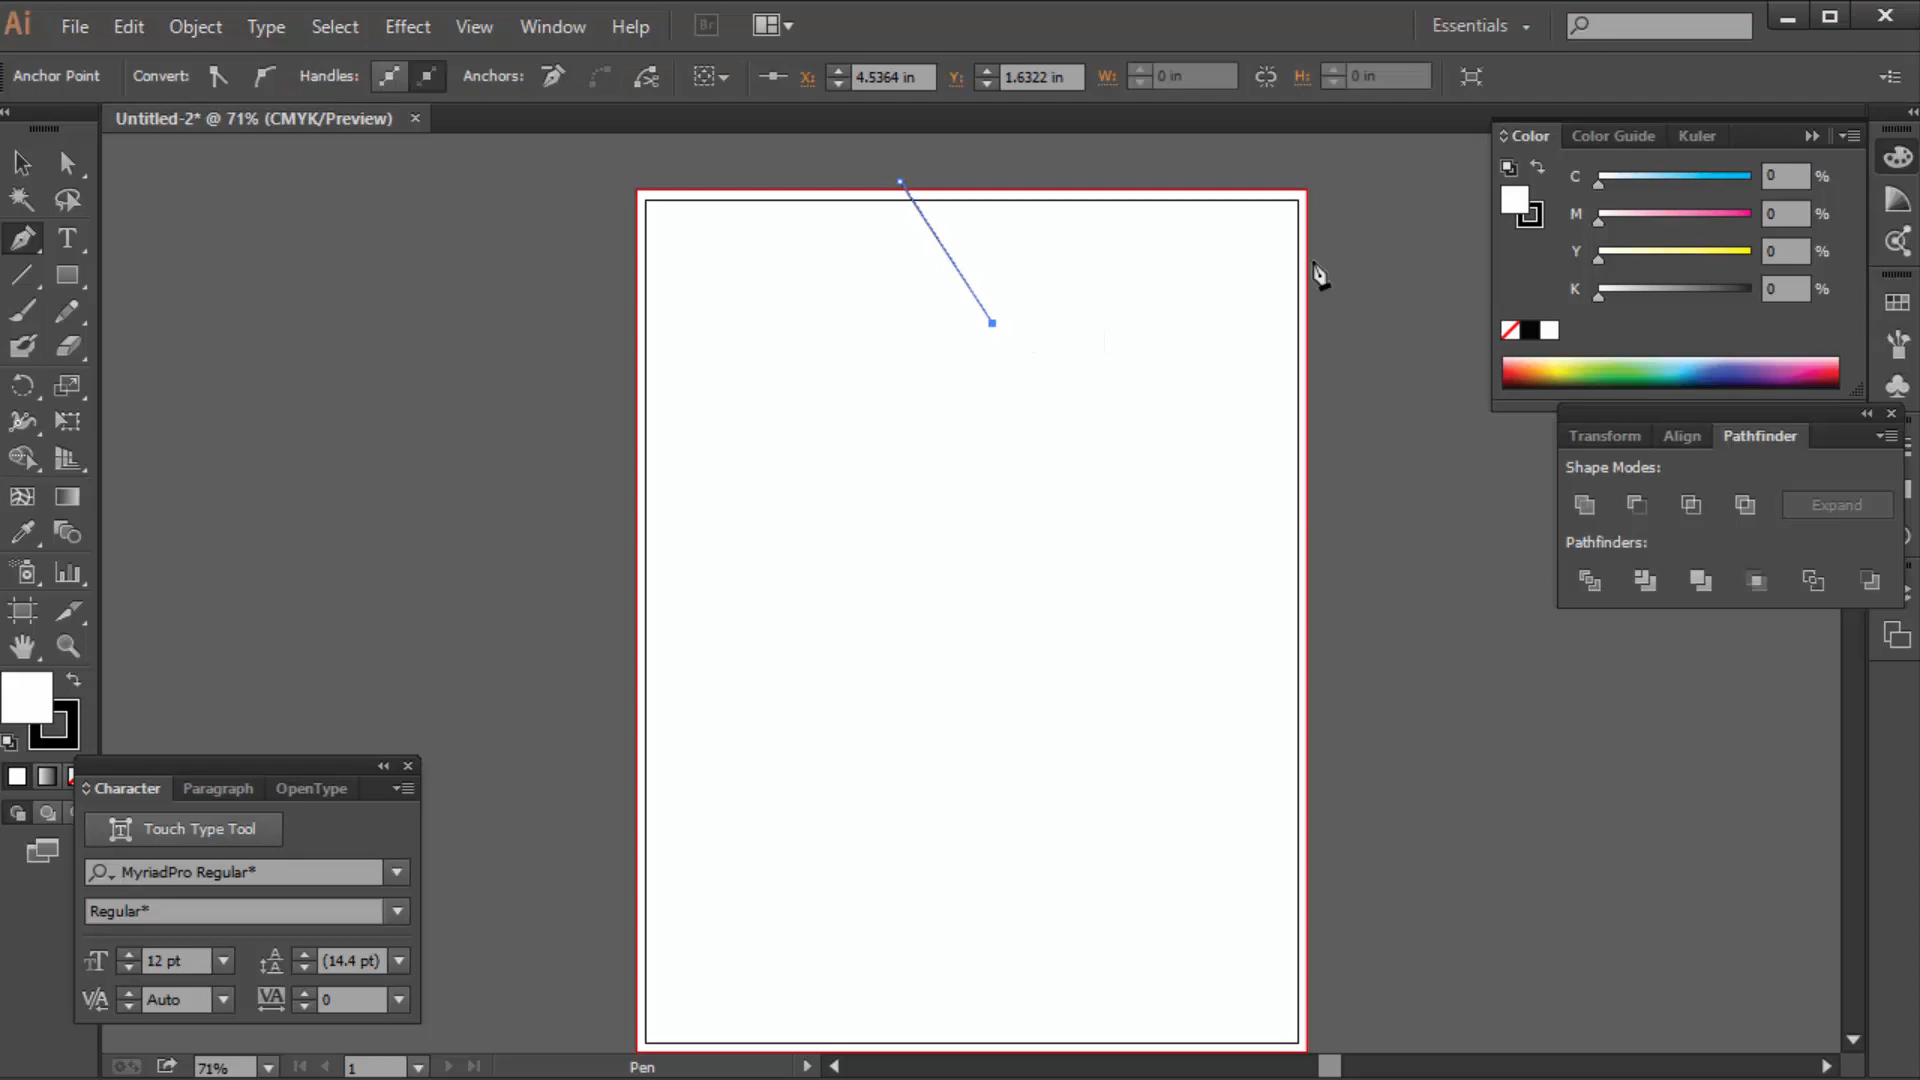 Ai File Edit Object Type Select Effect View Window Help Br Essentials
Anchor Point Convert: Handles: Anchors: X: 4.5364 in Y: 1.6322 in W: 0 in H: 0 in
Untitled-2* @ 71% (CMYK/Preview) ×
Color Color Guide Kuler
C 0 %
M 0 %
Y 0 %
K 0 %
Transform Align Pathfinder
Shape Modes:
Expand
Pathfinders:
Character Paragraph OpenType
Touch Type Tool
MyriadPro Regular*
Regular*
12 pt (14.4 pt)
Auto 0
71% 1 Pen